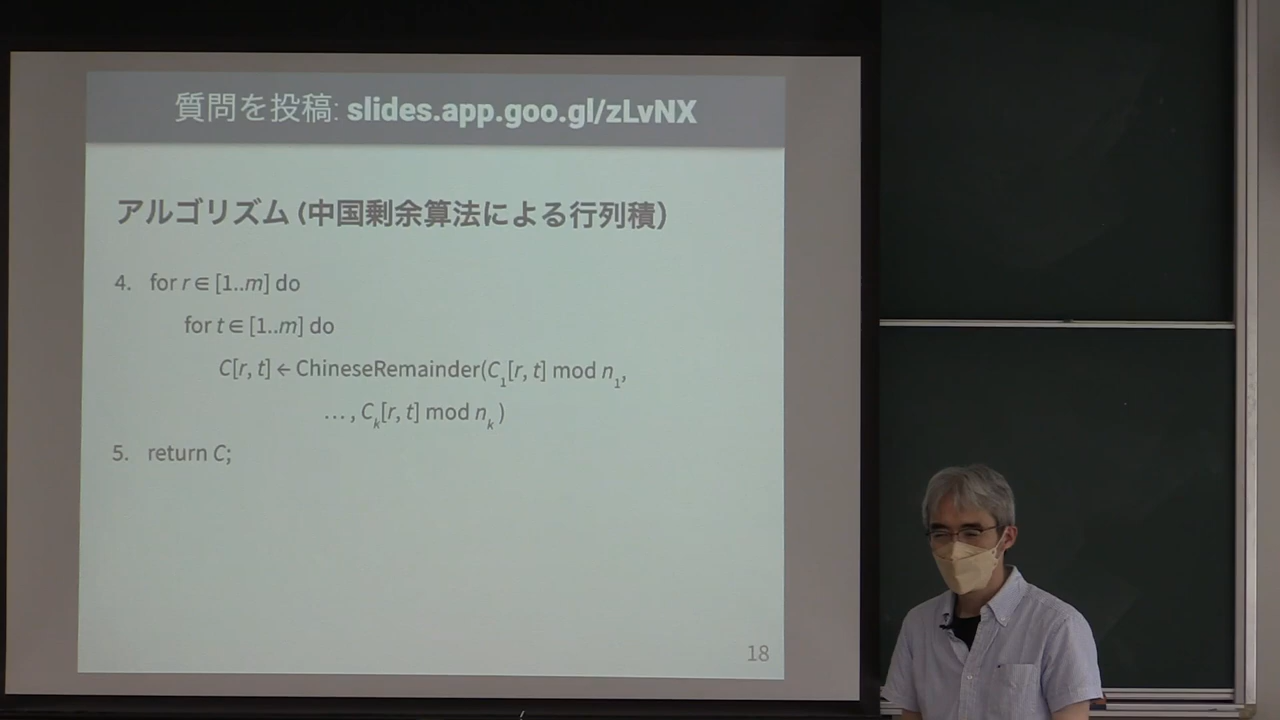 質問を投稿: slides.app.goo.gl/zLvNX
アルゴリズム (中国剰余算法による行列積)
4. for r ∈ [1..m] do
for t ∈ [1..m] do
C[r, t] ← ChineseRemainder(C₁[r, t] mod n₁,
…, Cₖ[r, t] mod nₖ)
5. return C;
18